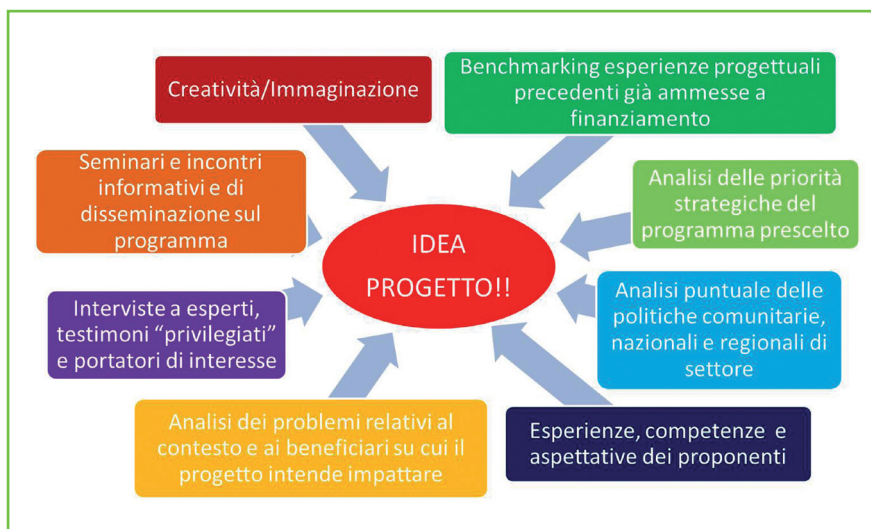 Creatività/Immaginazione
Benchmarking esperienze progettuali
precedenti già ammesse a
finanziamento
Seminari e incontri
informativi e di
disseminazione sul
programma
Analisi delle priorità
strategiche del
programma prescelto
IDEA
PROGETTO!!
Interviste a esperti,
testimoni “privilegiati”
e portatori di interesse
Analisi puntuale delle
politiche comunitarie,
nazionali e regionali di
settore
Analisi dei problemi relativi al
contesto e ai beneficiari su cui il
progetto intende impattare
Esperienze, competenze e
aspettative dei proponenti